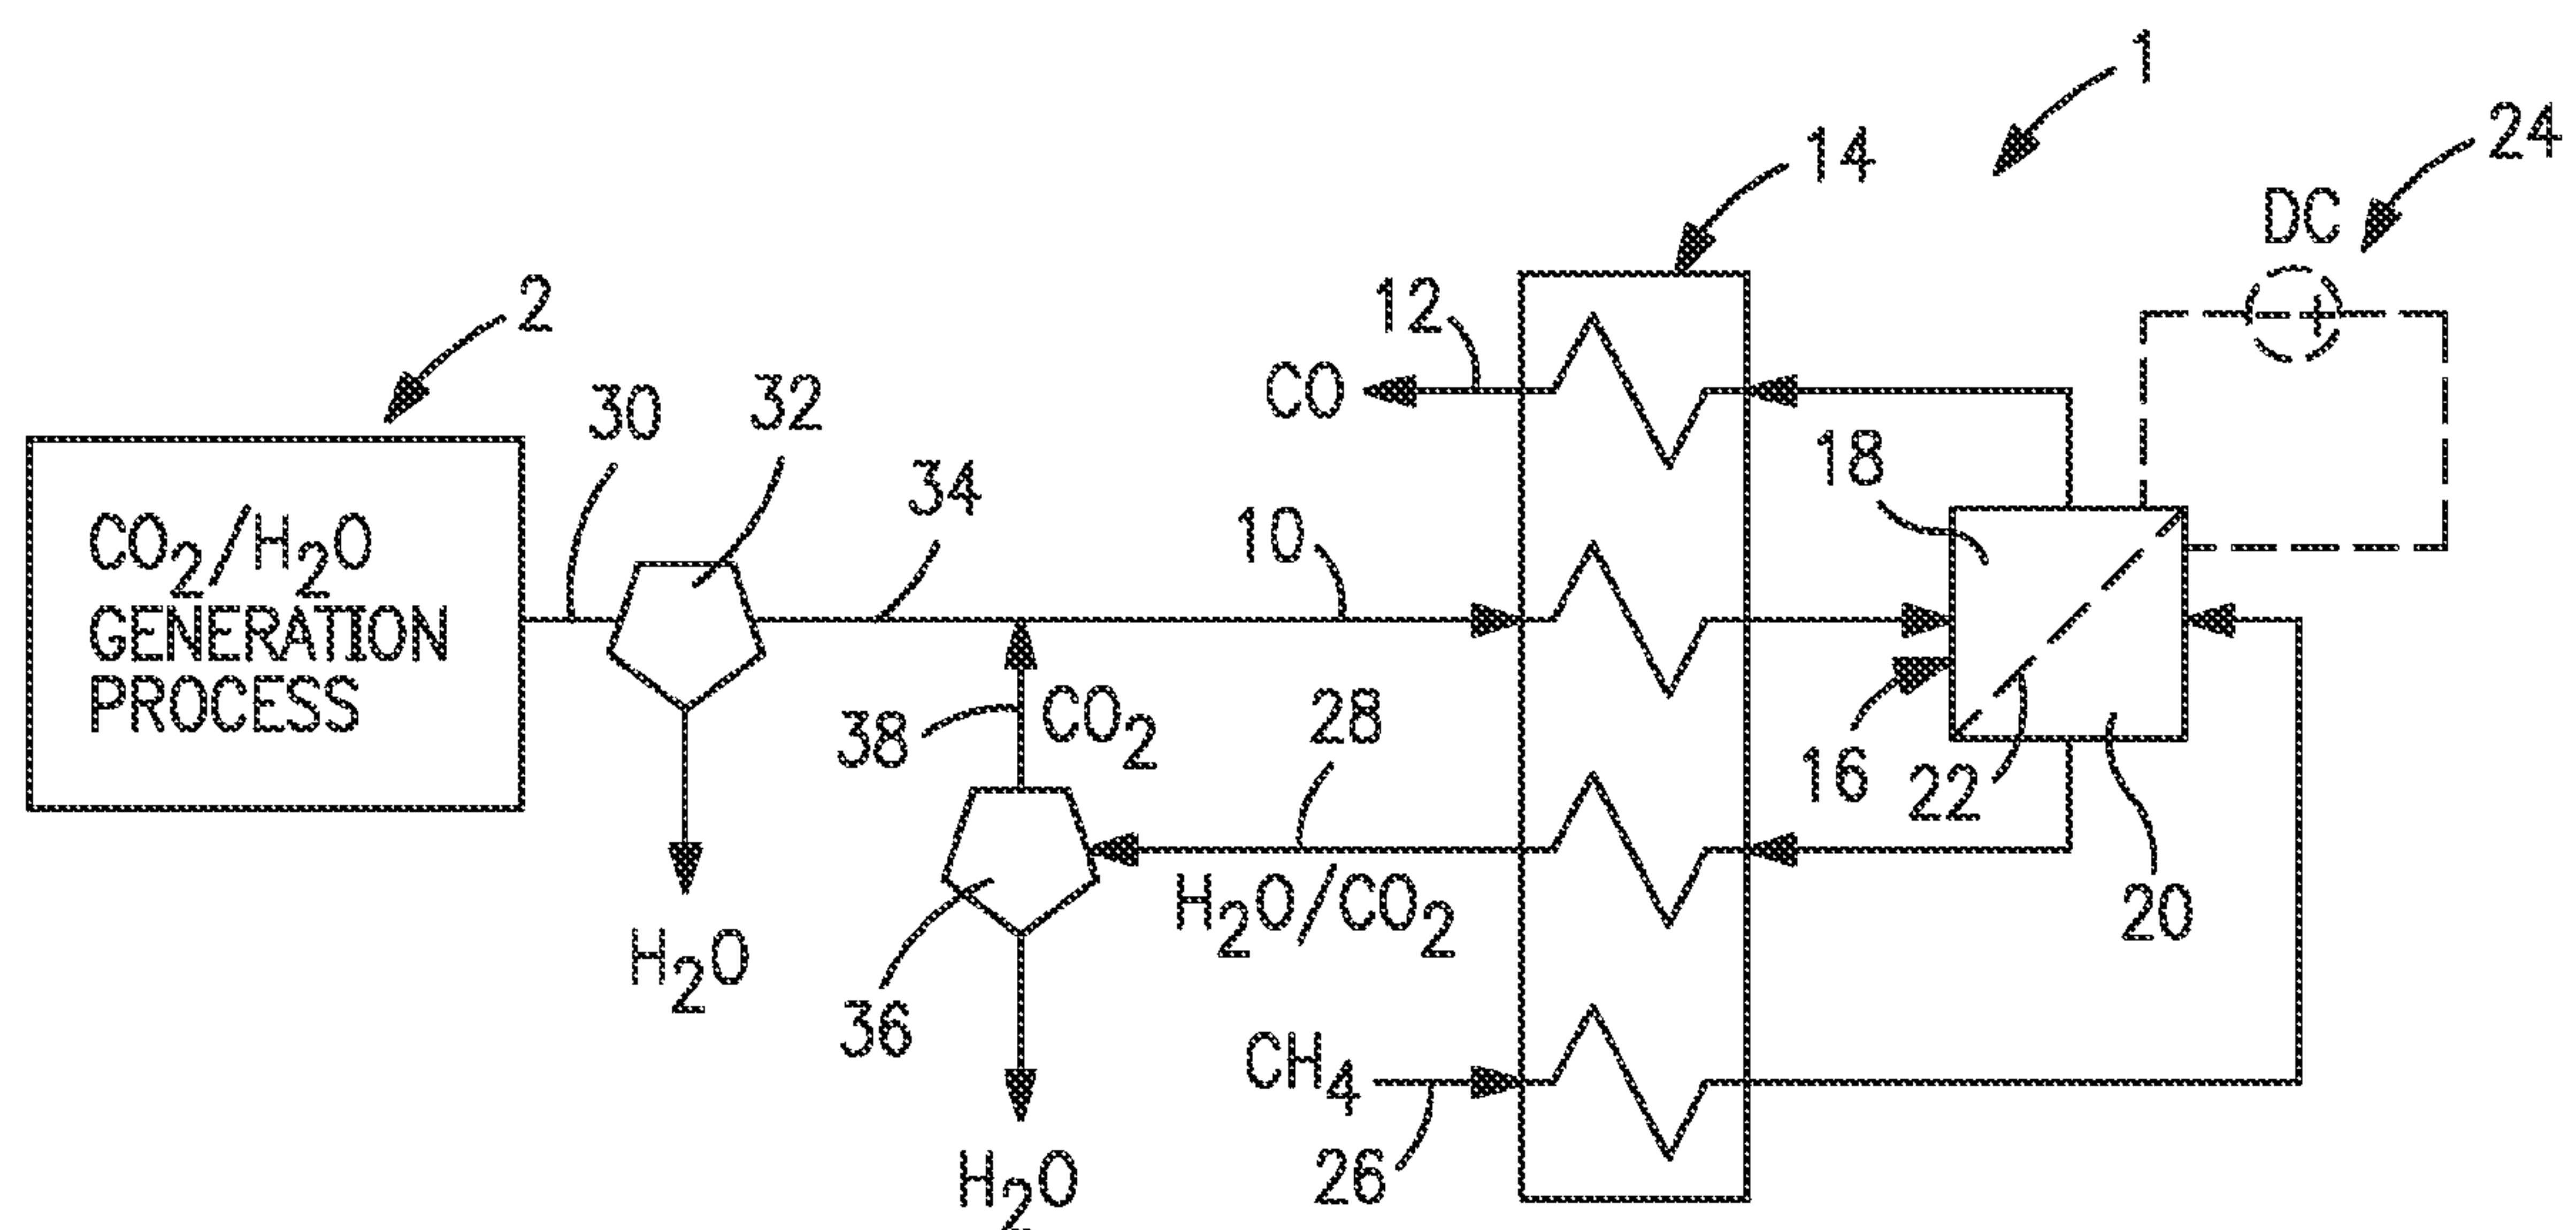 1
24
14
DC
2
12
32
30
CO
18
34
10
CO₂/H₂O
GENERATION
PROCESS
28
38
CO₂
16
22
H₂O/CO₂
20
H₂O
36
CH₄
26
H₂O